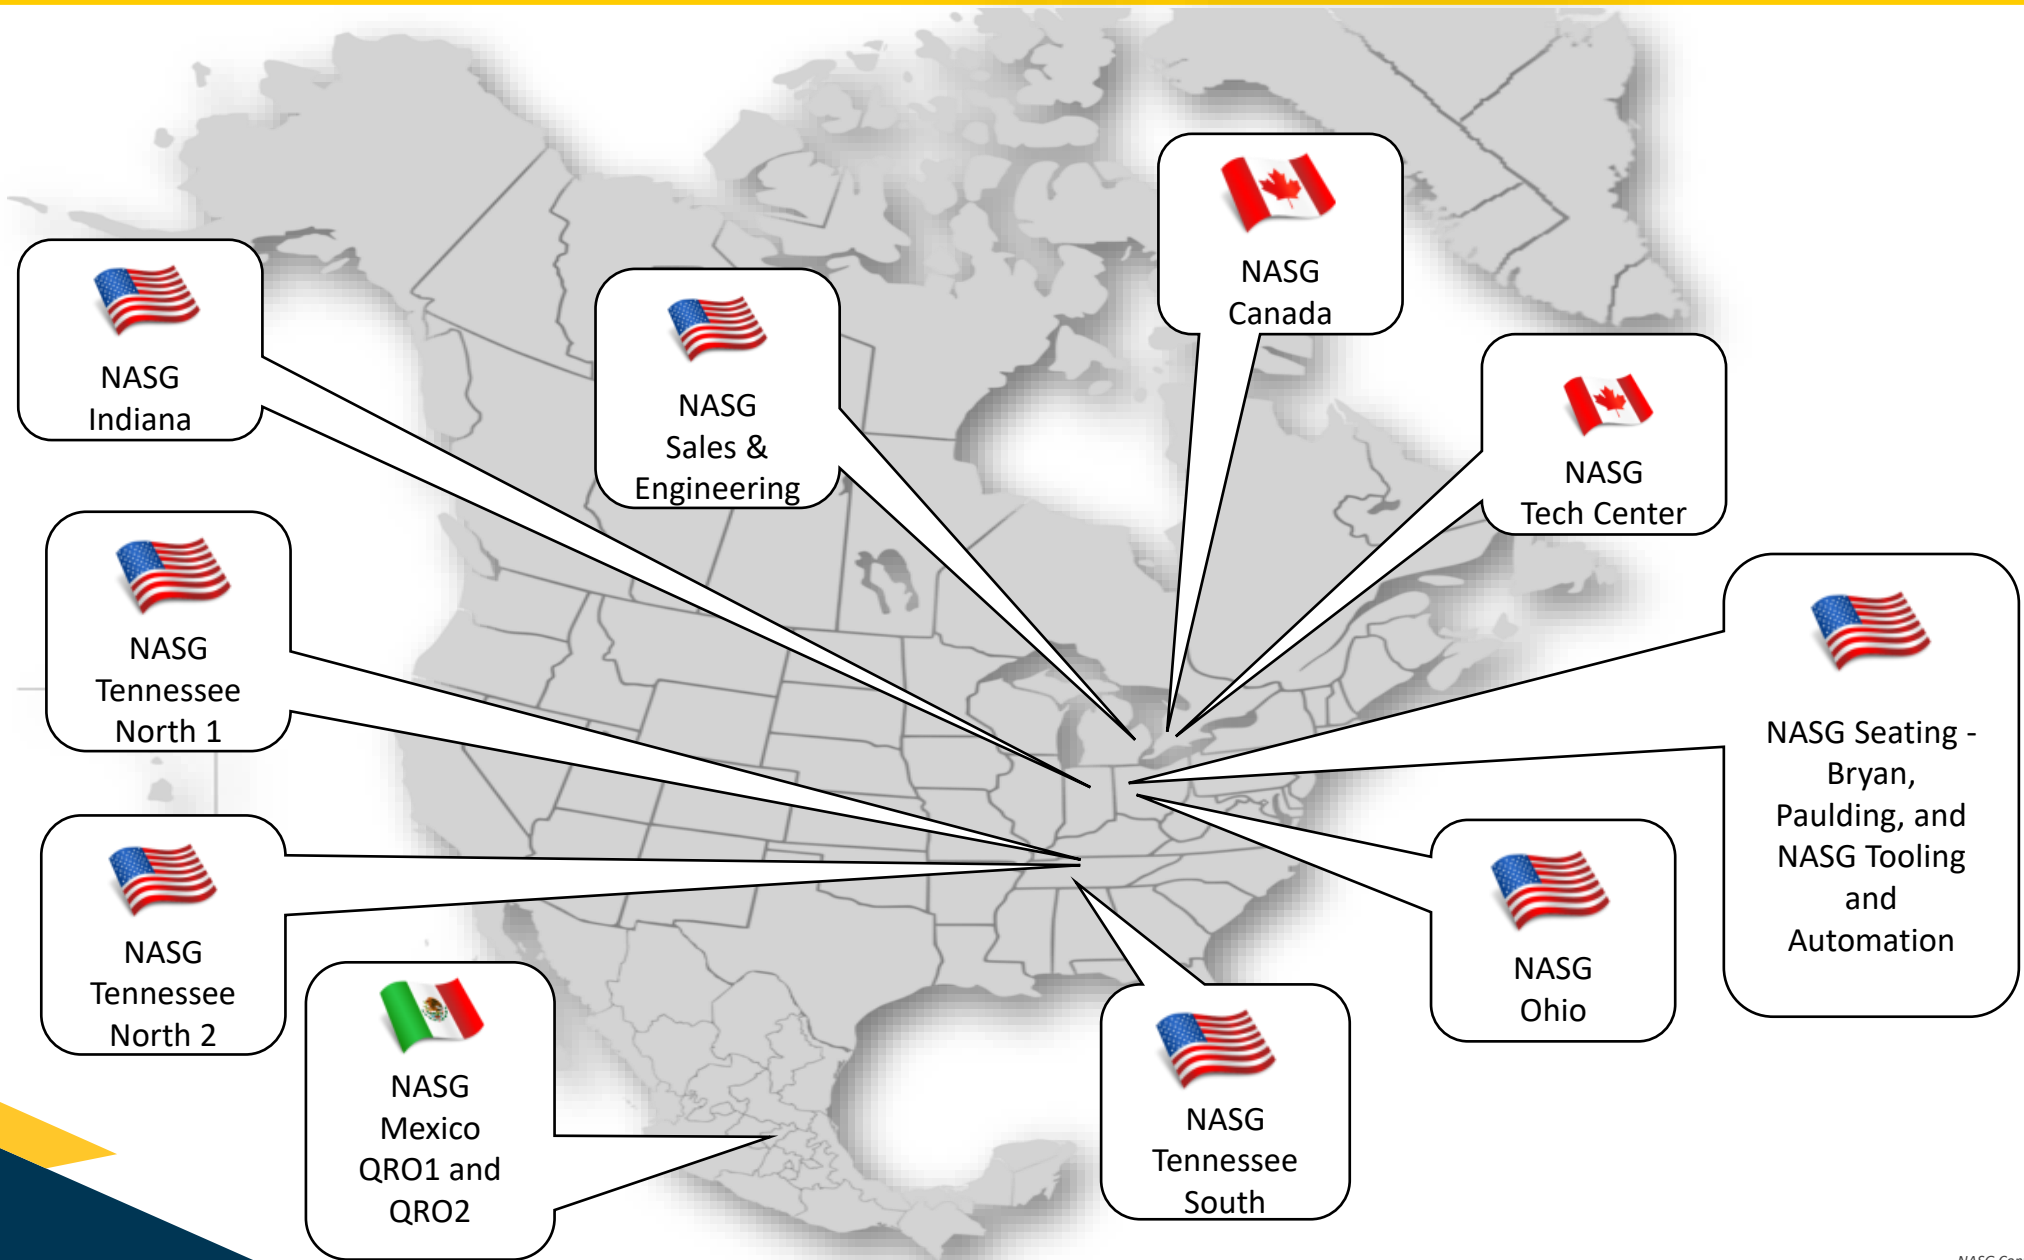 NASG
Canada
NASG
Indiana
NASG
Sales &
Engineering
NASG
Tech Center
NASG
Tennessee
North 1
NASG Seating -
Bryan,
Paulding, and
NASG Tooling
and
Automation
NASG
Tennessee
North 2
NASG
Ohio
NASG
Mexico
QRO1 and
QRO2
NASG
Tennessee
South